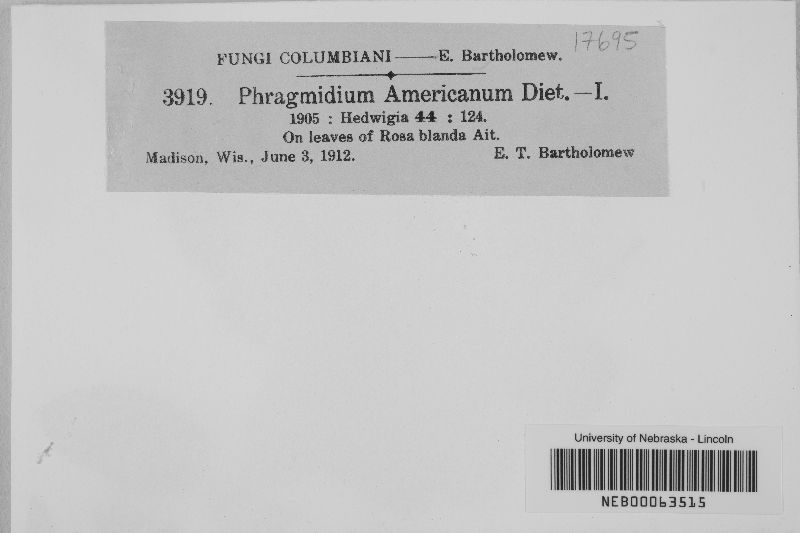 17695
FUNGI COLUMBIANI — E. Bartholomew.
3919. Phragmidium Americanum Diet.—I.
1905 : Hedwigia 44 : 124.
On leaves of Rosa blanda Ait.
Madison, Wis., June 3, 1912. E. T. Bartholomew
University of Nebraska - Lincoln
NEB00063515